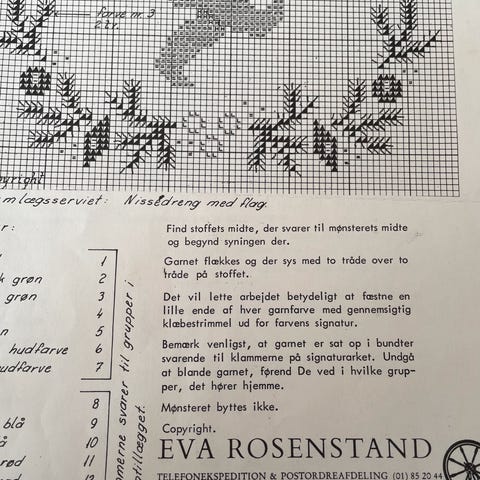 farve nr. 3
2 tr.
pyright
mlægsserviet: Nissedreng med flag.
r:
1
k grøn 2
grøn 3
4
n 5
hudfarve 6
udfarve 7
8
blå 9
å 10
rød 11
12
merne svarer til grupper i
tillægget.
Find stoffets midte, der svarer til mønsterets midte
og begynd syningen der.
Garnet flækkes og der sys med to tråde over to
tråde på stoffet.
Det vil lette arbejdet betydeligt at fæstne en
lille ende af hver garnfarve med gennemsigtig
klæbestrimmel ud for farvens signatur.
Bemærk venligst, at garnet er sat op i bundter
svarende til klammerne på signaturarket. Undgå
at blande garnet, førend De ved i hvilke grup-
per, det hører hjemme.
Mønsteret byttes ikke.
Copyright.
EVA ROSENSTAND
TELEFONEKSPEDITION & POSTORDREAFDELING (01) 85 20 44